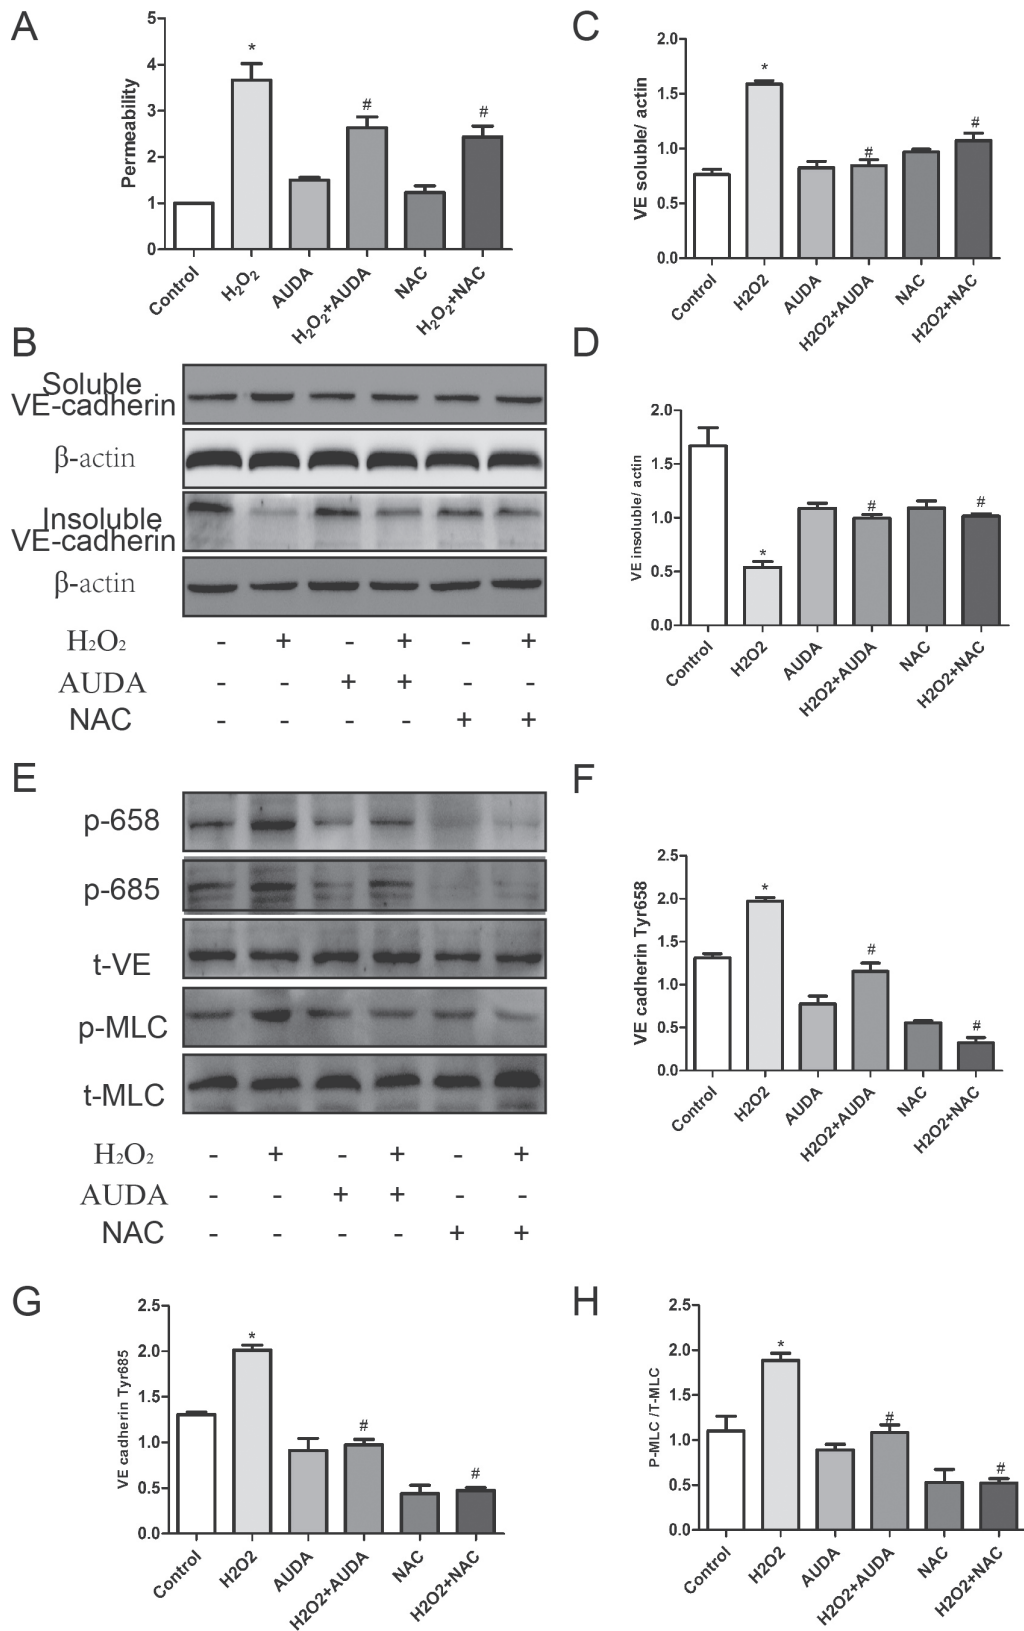 A
5
4
3
2
1
0
Permeability
*
#
#
Control
H₂O₂
AUDA
H₂O₂+AUDA
NAC
H₂O₂+NAC
C
2.0
1.5
1.0
0.5
0.0
VE soluble/ actin
*
#
#
Control
H2O2
AUDA
H2O2+AUDA
NAC
H2O2+NAC
B
Soluble
VE-cadherin
β-actin
Insoluble
VE-cadherin
β-actin
H₂O₂ - + - + - +
AUDA - - + + - -
NAC - - - - + +
D
2.0
1.5
1.0
0.5
0.0
VE insoluble/ actin
*
#
#
Control
H2O2
AUDA
H2O2+AUDA
NAC
H2O2+NAC
E
p-658
p-685
t-VE
p-MLC
t-MLC
H₂O₂ - + - + - +
AUDA - - + + - -
NAC - - - - + +
F
2.5
2.0
1.5
1.0
0.5
0.0
VE cadherin Tyr658
*
#
#
Control
H2O2
AUDA
H2O2+AUDA
NAC
H2O2+NAC
G
2.5
2.0
1.5
1.0
0.5
0.0
VE cadherin Tyr685
*
#
#
Control
H2O2
AUDA
H2O2+AUDA
NAC
H2O2+NAC
H
2.5
2.0
1.5
1.0
0.5
0.0
P-MLC /T-MLC
*
#
#
Control
H2O2
AUDA
H2O2+AUDA
NAC
H2O2+NAC